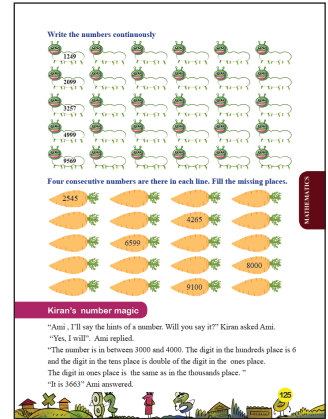 Write the numbers continuously
1249
2099
3257
4999
9569
Four consecutive numbers are there in each line. Fill the missing places.
2545
4265
6599
8000
9100
MATHEMATICS
Kiran's number magic
"Ami , I'll say the hints of a number. Will you say it?" Kiran asked Ami.
"Yes, I will". Ami replied.
"The number is in between 3000 and 4000. The digit in the hundreds place is 6
and the digit in the tens place is double of the digit in the ones place.
The digit in ones place is the same as in the thousands place. "
"It is 3663" Ami answered.
125